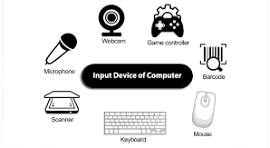 Webcam
Game controller
Microphone
Input Device of Computer
Barcode
Scanner
Keyboard
Mouse